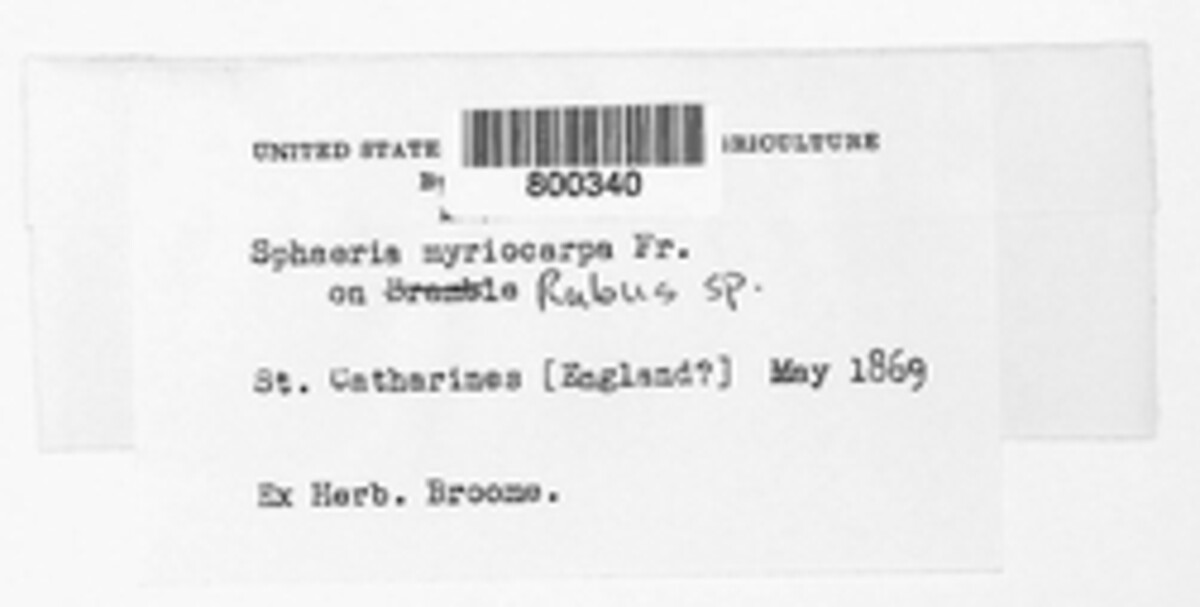 UNITED STATE RICULTURE
800340
Sphaeria myriocarpa Fr.
on Bramble Rubus sp.
St. Catharines [England?] May 1869
Ex Herb. Broome.